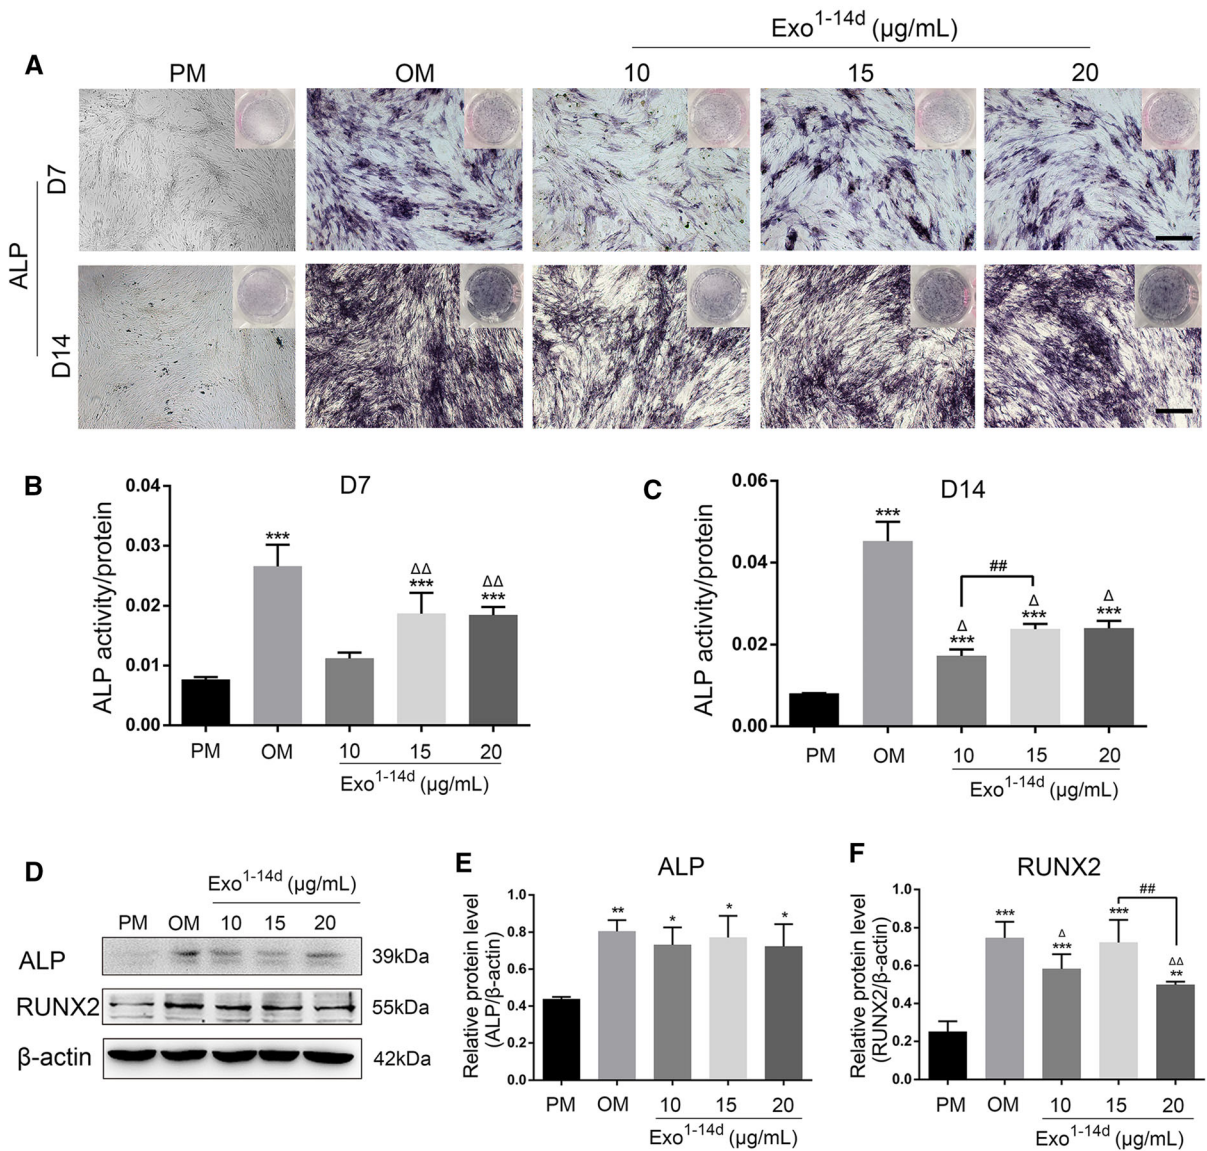 Exo1-14d (μg/mL)
A PM OM 10 15 20
ALP
D7
D14
B D7
ALP activity/protein
0.04
0.03
0.02
0.01
0.00
***
ΔΔ
***
ΔΔ
***
PM OM 10 15 20
Exo1-14d (μg/mL)
C D14
ALP activity/protein
0.06
0.04
0.02
0.00
***
##
Δ
***
Δ
***
Δ
***
PM OM 10 15 20
Exo1-14d (μg/mL)
D
Exo1-14d (μg/mL)
PM OM 10 15 20
ALP 39kDa
RUNX2 55kDa
β-actin 42kDa
E ALP
Relative protein level
(ALP/β-actin)
1.0
0.8
0.6
0.4
0.2
0.0
** * * *
PM OM 10 15 20
Exo1-14d (μg/mL)
F RUNX2
Relative protein level
(RUNX2/β-actin)
1.0
0.8
0.6
0.4
0.2
0.0
***
Δ
***
***
##
ΔΔ
**
PM OM 10 15 20
Exo1-14d (μg/mL)